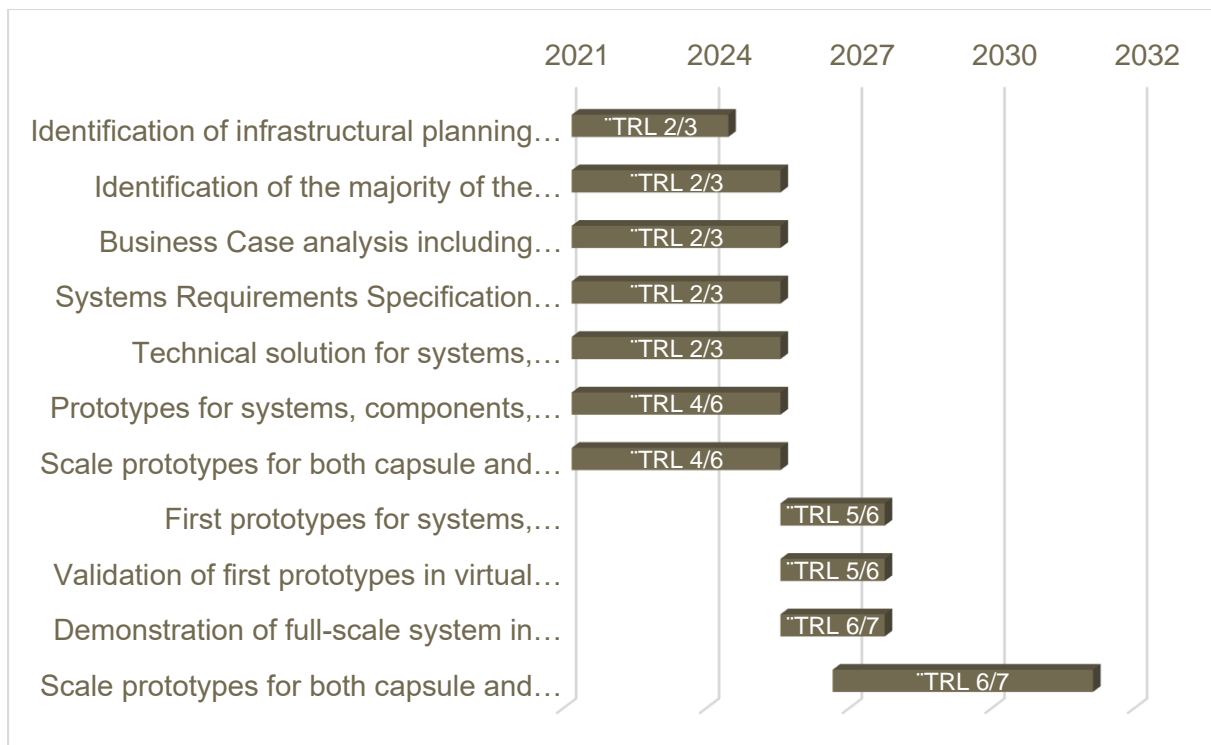 2021 2024 2027 2030 2032
Identification of infrastructural planning… ¨TRL 2/3
Identification of the majority of the… ¨TRL 2/3
Business Case analysis including… ¨TRL 2/3
Systems Requirements Specification… ¨TRL 2/3
Technical solution for systems,… ¨TRL 2/3
Prototypes for systems, components,… ¨TRL 4/6
Scale prototypes for both capsule and… ¨TRL 4/6
First prototypes for systems,… ¨TRL 5/6
Validation of first prototypes in virtual… ¨TRL 5/6
Demonstration of full-scale system in… ¨TRL 6/7
Scale prototypes for both capsule and… ¨TRL 6/7